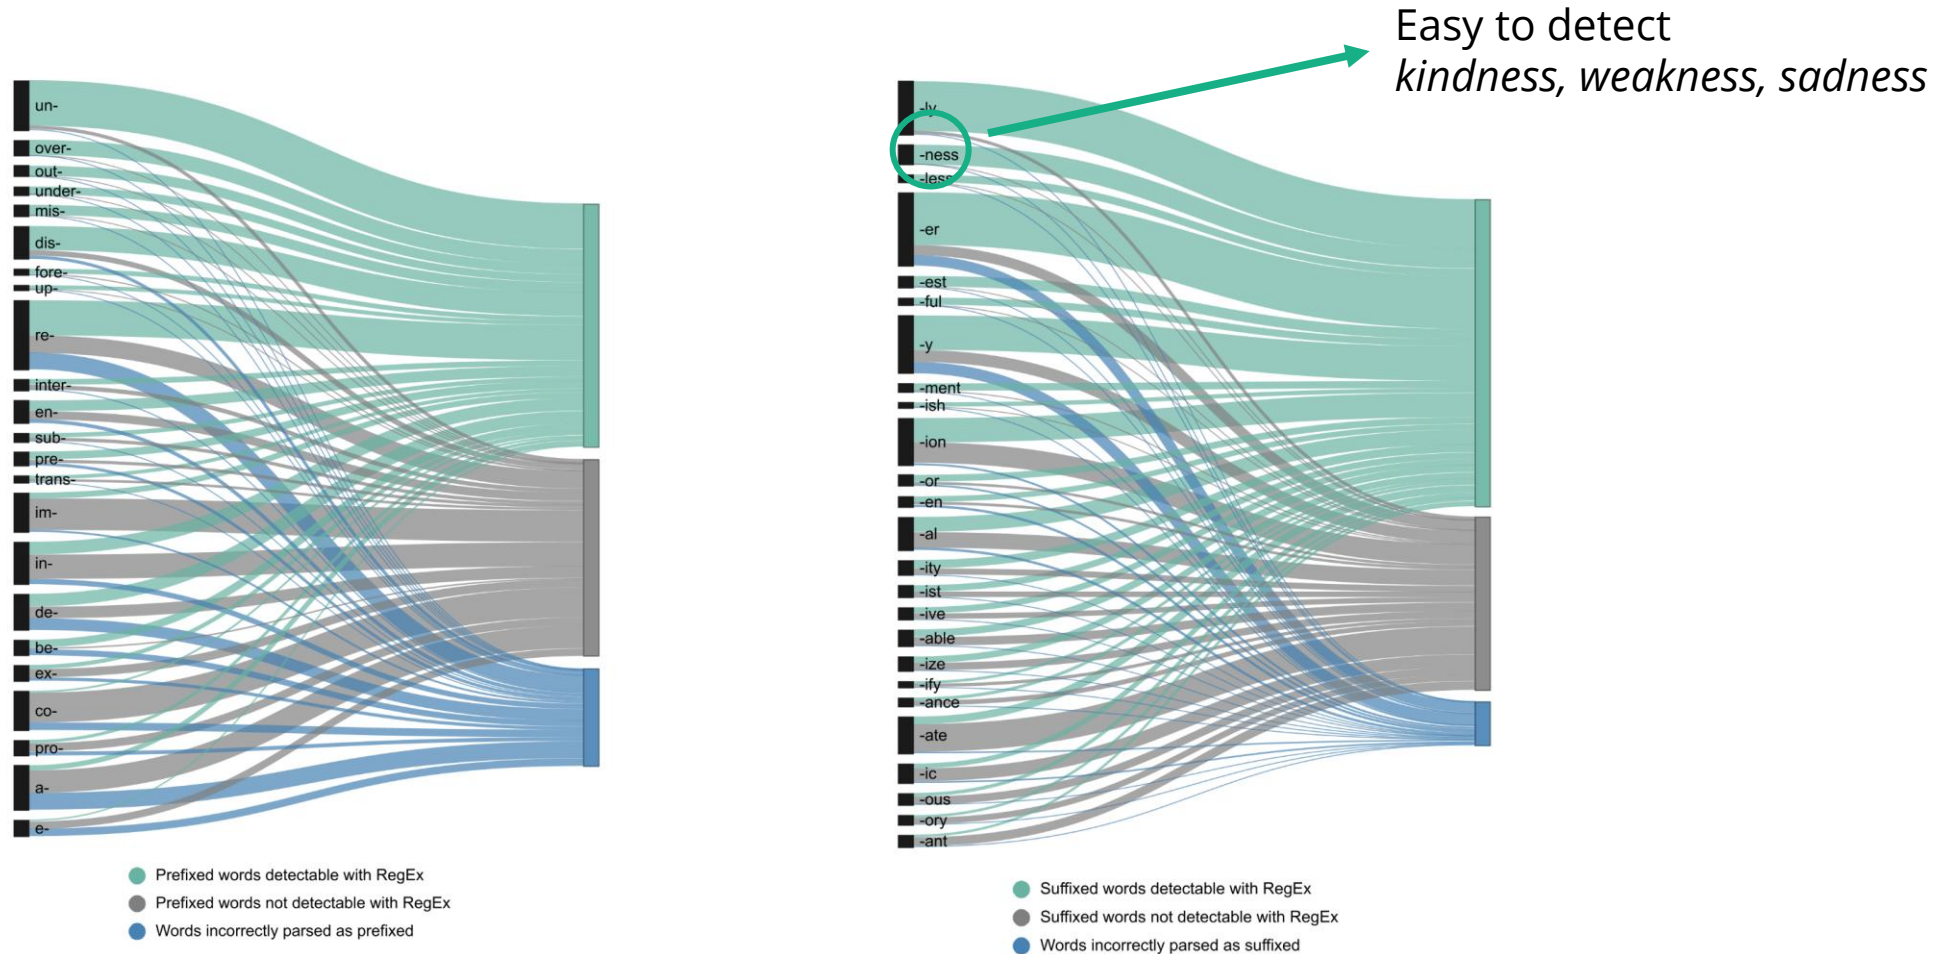 Easy to detect
kindness, weakness, sadness
un-
over-
out-
under-
mis-
dis-
fore-
up-
re-
inter-
en-
sub-
pre-
trans-
im-
in-
de-
be-
ex-
co-
pro-
a-
e-
Prefixed words detectable with RegEx
Prefixed words not detectable with RegEx
Words incorrectly parsed as prefixed
-ly
-ness
-less
-er
-est
-ful
-y
-ment
-ish
-ion
-or
-en
-al
-ity
-ist
-ive
-able
-ize
-ify
-ance
-ate
-ic
-ous
-ory
-ant
Suffixed words detectable with RegEx
Suffixed words not detectable with RegEx
Words incorrectly parsed as suffixed